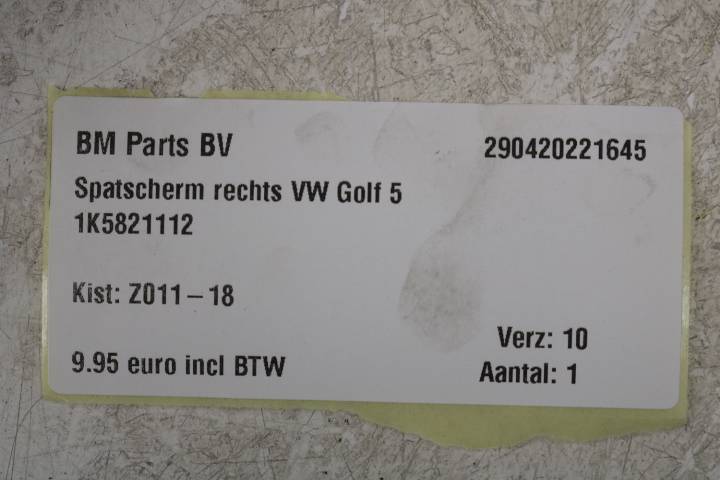 BM Parts BV 290420221645
Spatscherm rechts VW Golf 5
1K5821112
Kist: Z011-18
Verz: 10
9.95 euro incl BTW Aantal: 1